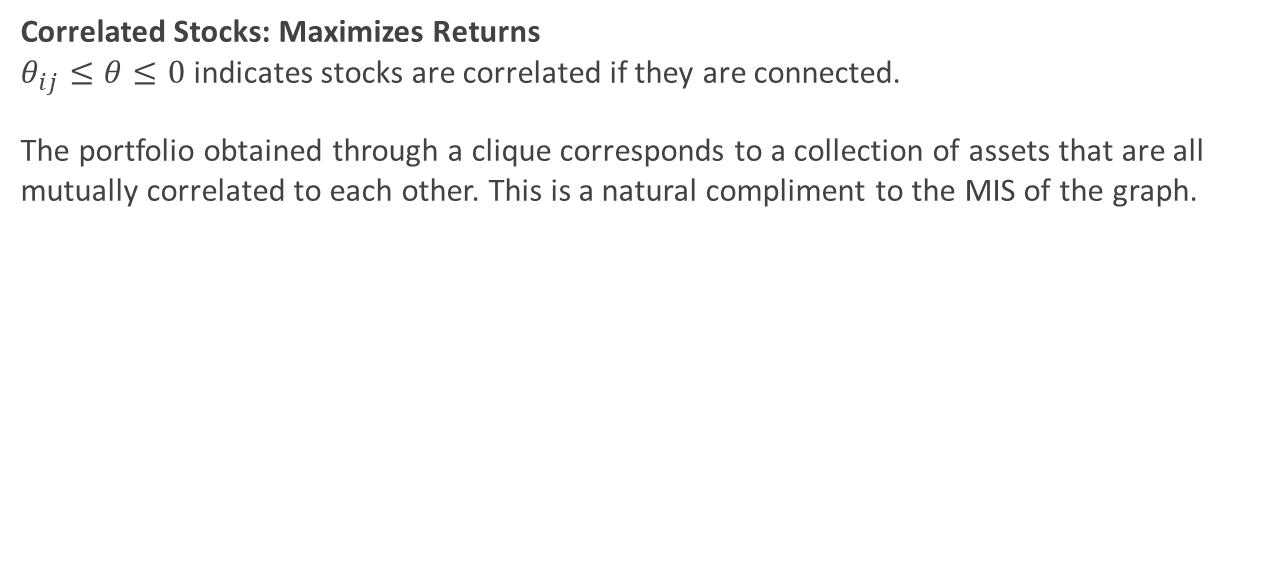 Correlated Stocks: Maximizes Returns
θij ≤ θ ≤ 0 indicates stocks are correlated if they are connected.
The portfolio obtained through a clique corresponds to a collection of assets that are all
mutually correlated to each other. This is a natural compliment to the MIS of the graph.